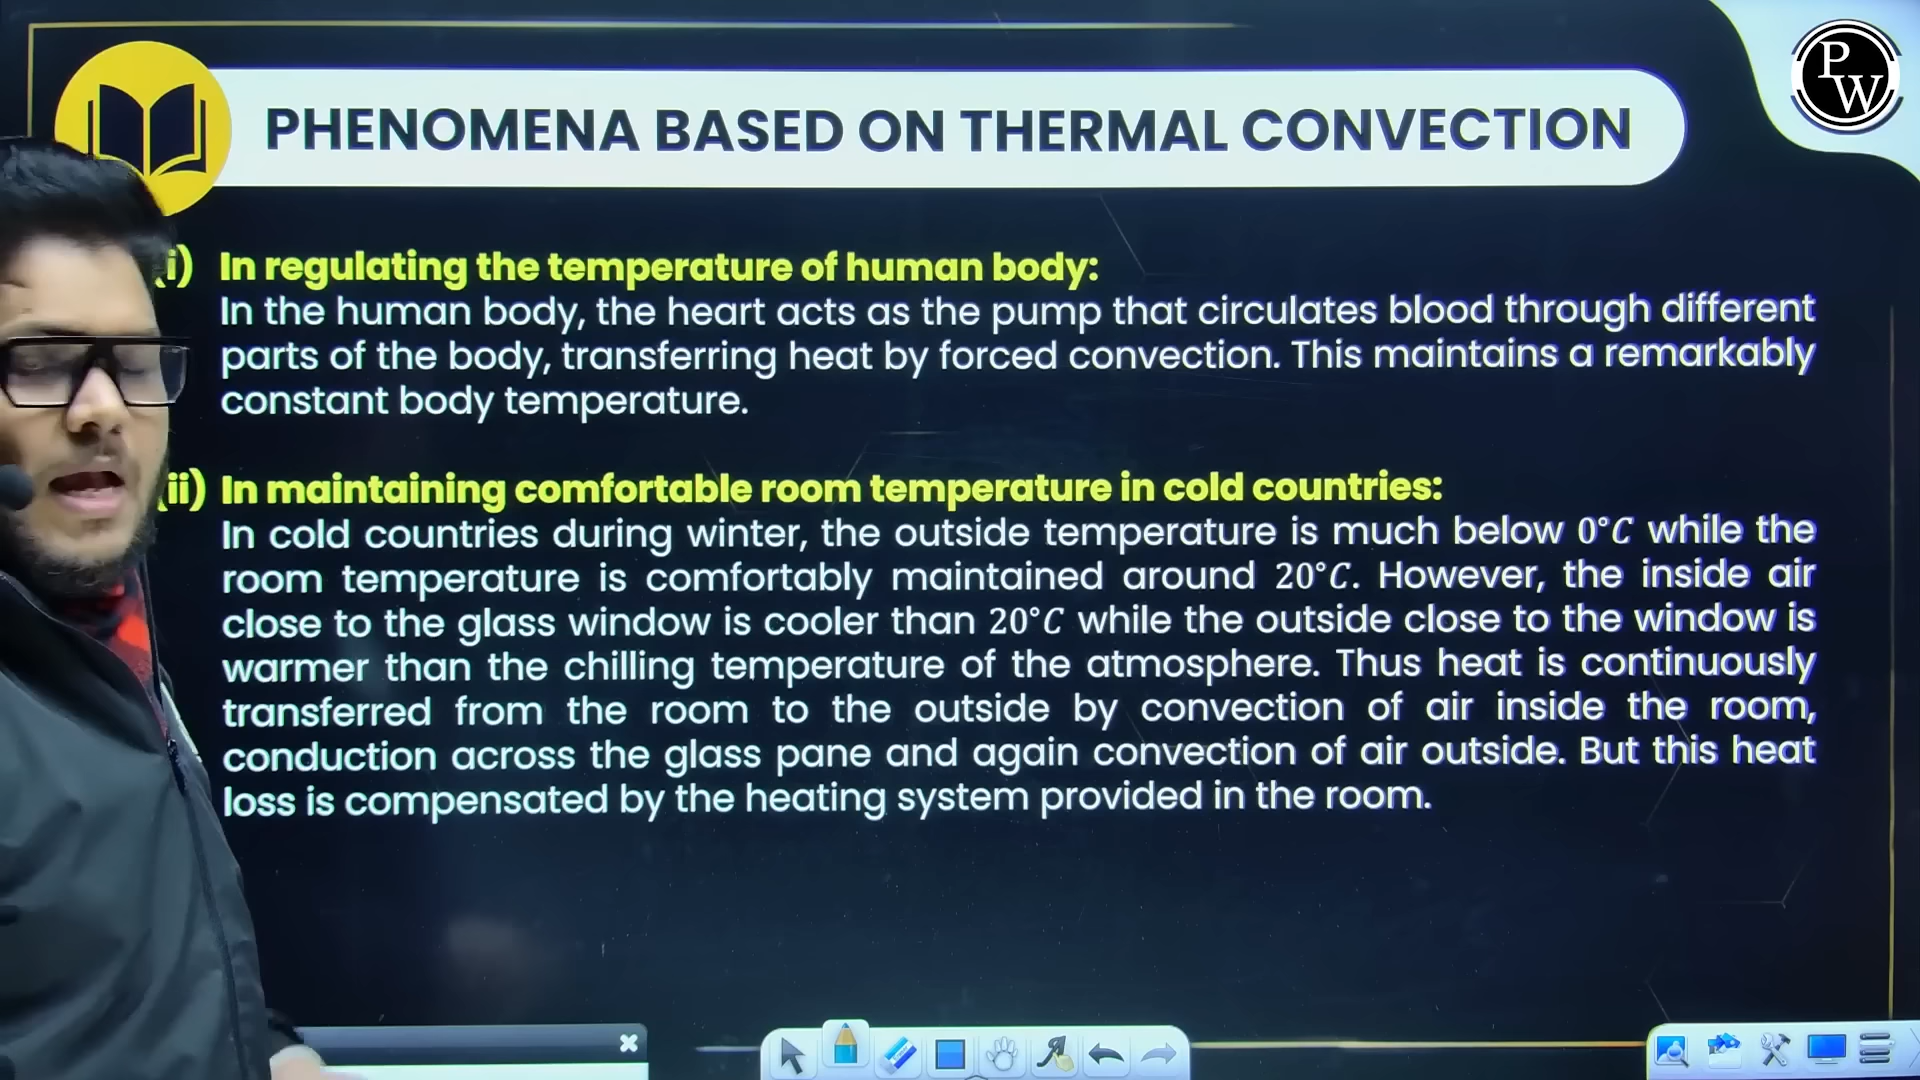 PW
PHENOMENA BASED ON THERMAL CONVECTION
(i) In regulating the temperature of human body:
In the human body, the heart acts as the pump that circulates blood through different
parts of the body, transferring heat by forced convection. This maintains a remarkably
constant body temperature.
(ii) In maintaining comfortable room temperature in cold countries:
In cold countries during winter, the outside temperature is much below 0°C while the
room temperature is comfortably maintained around 20°C. However, the inside air
close to the glass window is cooler than 20°C while the outside close to the window is
warmer than the chilling temperature of the atmosphere. Thus heat is continuously
transferred from the room to the outside by convection of air inside the room,
conduction across the glass pane and again convection of air outside. But this heat
loss is compensated by the heating system provided in the room.